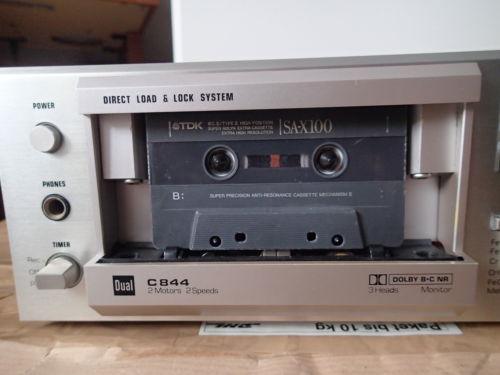 DIRECT LOAD & LOCK SYSTEM
POWER
TDK
IEC II/TYPE II HIGH POSITION
SUPER AVILYN CASSETTE
EXTRA HIGH RESOLUTION
SA-X100
PHONES
B:
SUPER PRECISION ANTI-RESONANCE CASSETTE MECHANISM II
TIMER
Rec
Dual
C844
2 Motors 2 Speeds
DOLBY B·C NR
3 Heads Monitor
Paket bis 10 kg